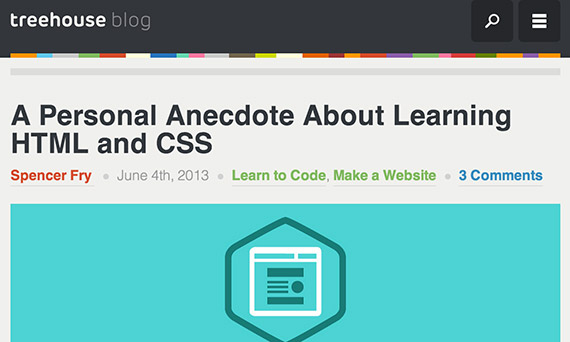 treehouse blog
A Personal Anecdote About Learning
HTML and CSS
Spencer Fry • June 4th, 2013 • Learn to Code, Make a Website • 3 Comments